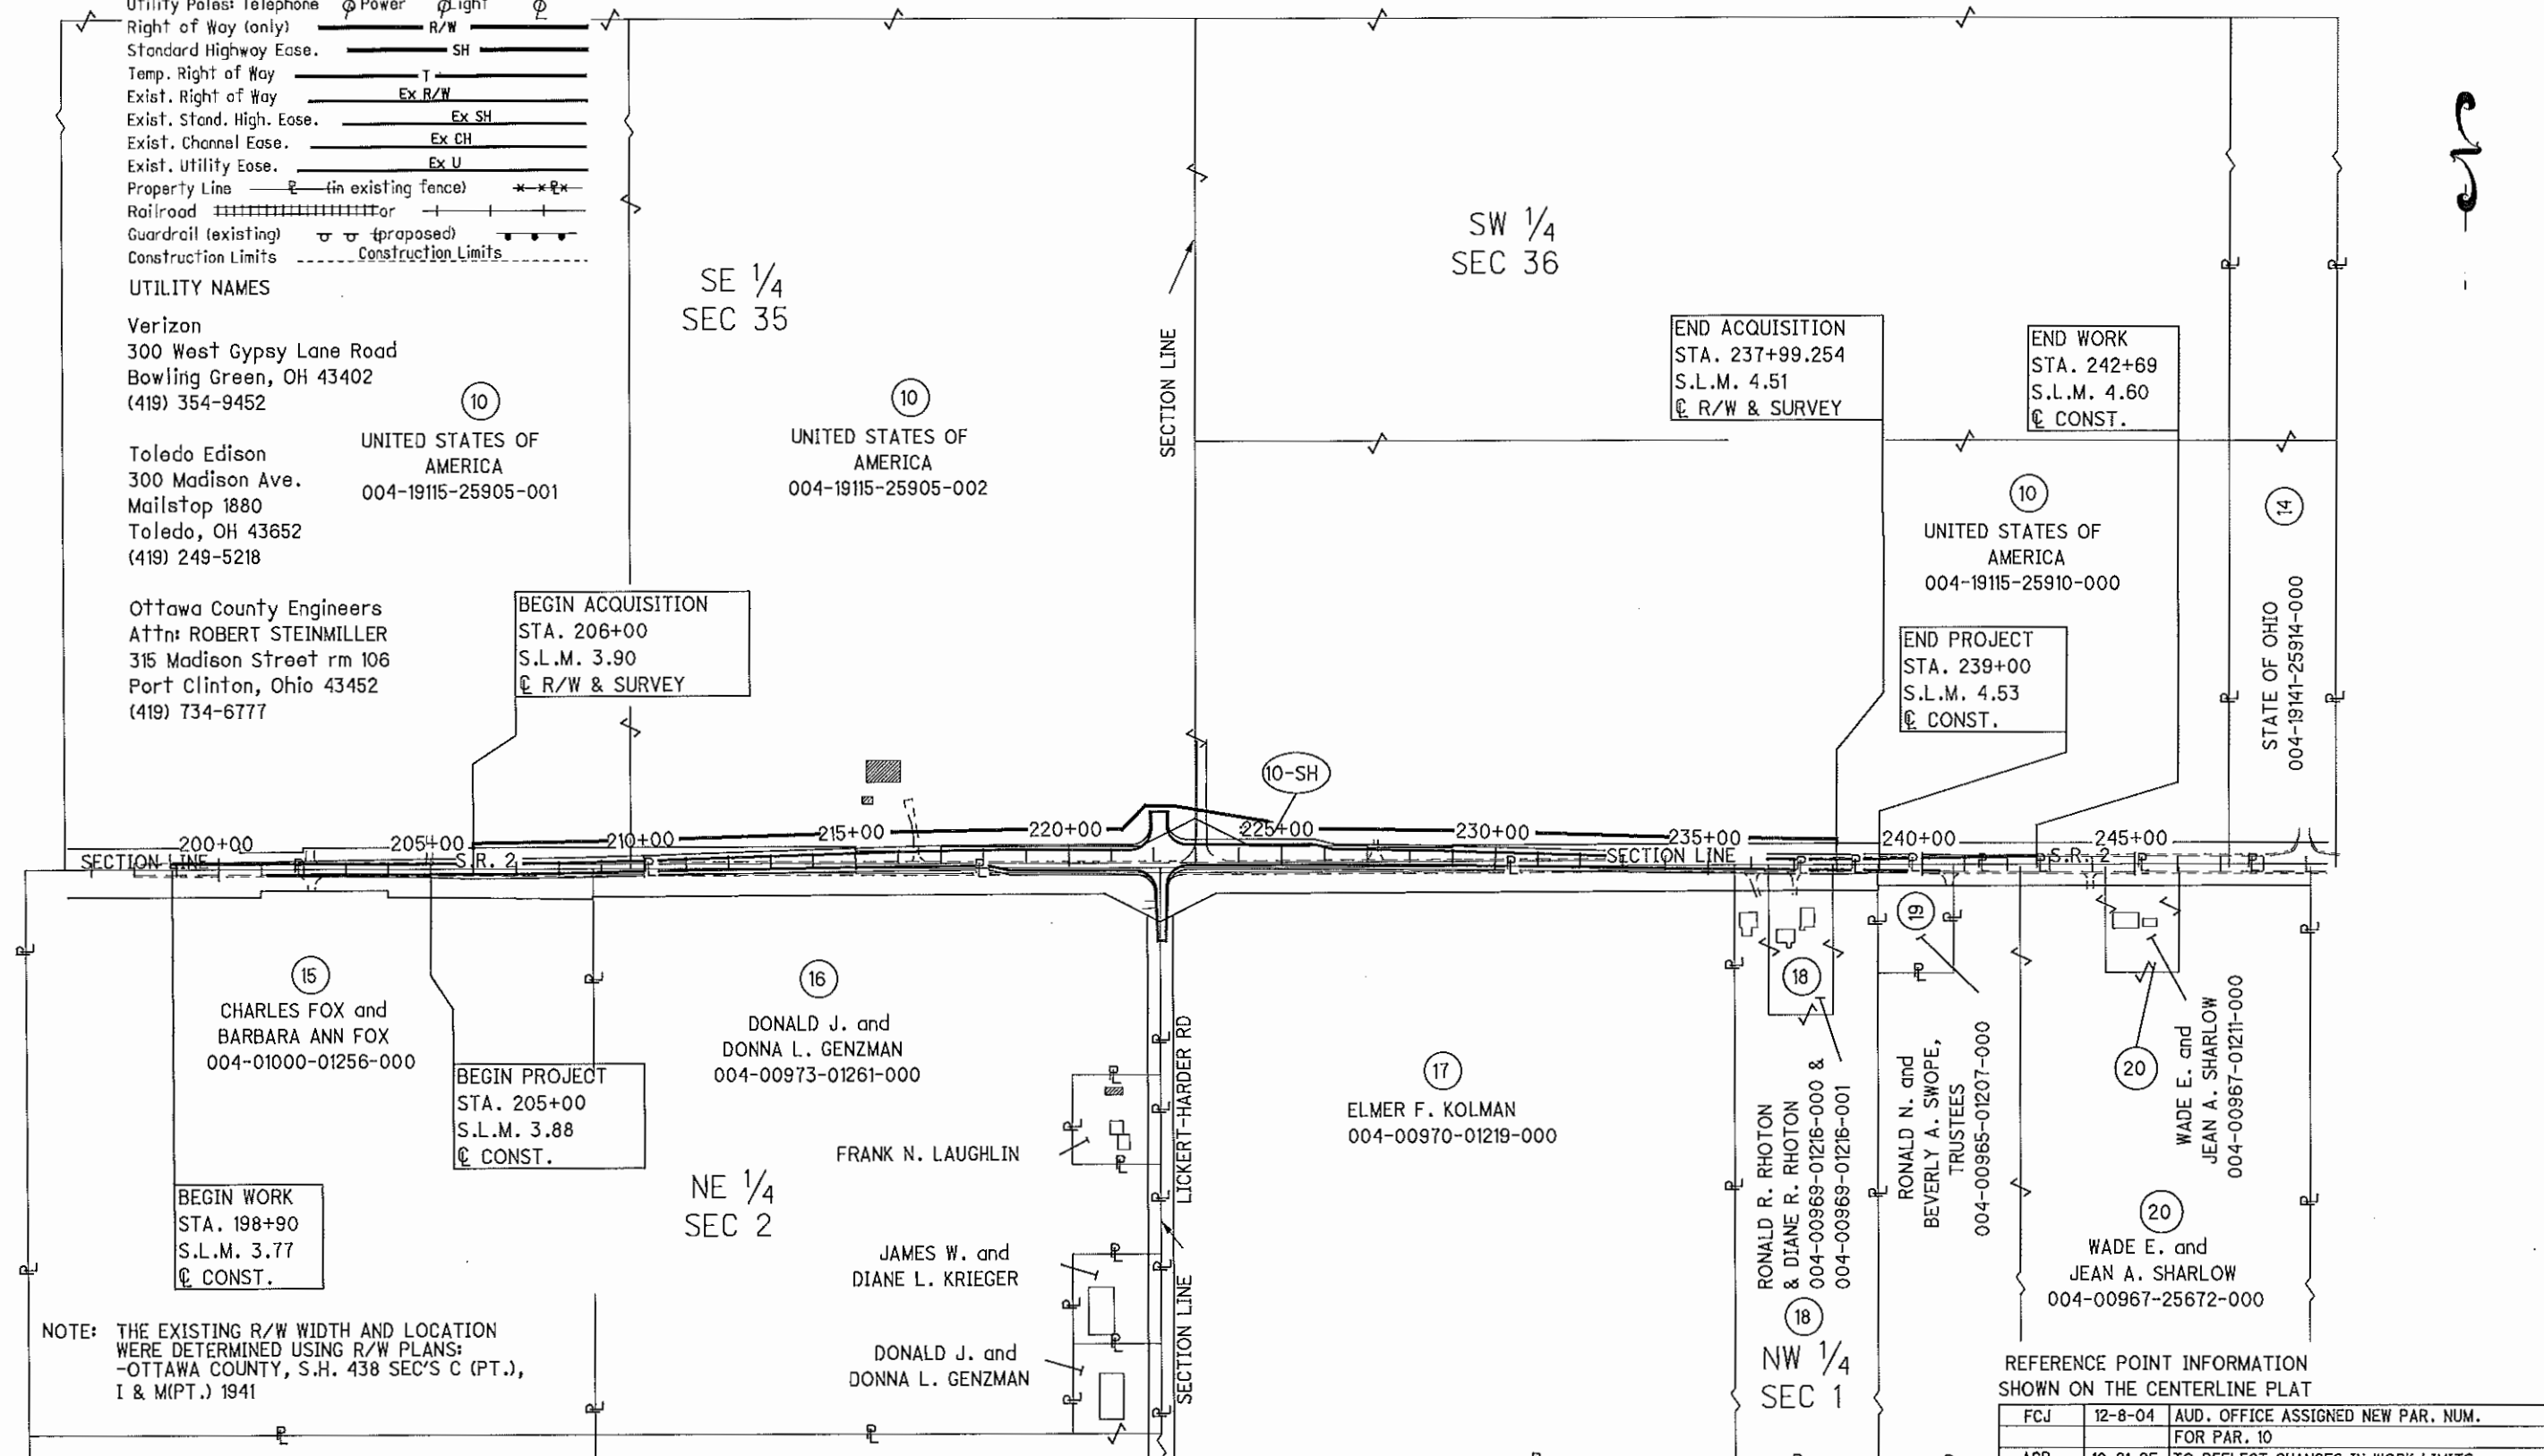 Utility Poles: Telephone Power Light
Right of Way (only) R/W
Standard Highway Ease. SH
Temp. Right of Way T
Exist. Right of Way Ex R/W
Exist. Stand. High. Ease. Ex SH
Exist. Channel Ease. Ex CH
Exist. Utility Ease. Ex U
Property Line (in existing fence)
Railroad or
Guardrail (existing) (proposed)
Construction Limits Construction Limits
UTILITY NAMES
Verizon
300 West Gypsy Lane Road
Bowling Green, OH 43402
(419) 354-9452
Toledo Edison
300 Madison Ave.
Mailstop 1880
Toledo, OH 43652
(419) 249-5218
Ottawa County Engineers
Attn: ROBERT STEINMILLER
315 Madison Street rm 106
Port Clinton, Ohio 43452
(419) 734-6777
10
UNITED STATES OF
AMERICA
004-19115-25905-001
SE 1/4
SEC 35
10
UNITED STATES OF
AMERICA
004-19115-25905-002
SECTION LINE
SW 1/4
SEC 36
END ACQUISITION
STA. 237+99.254
S.L.M. 4.51
℄ R/W & SURVEY
END WORK
STA. 242+69
S.L.M. 4.60
℄ CONST.
10
UNITED STATES OF
AMERICA
004-19115-25910-000
14
STATE OF OHIO
004-19141-25914-000
BEGIN ACQUISITION
STA. 206+00
S.L.M. 3.90
℄ R/W & SURVEY
END PROJECT
STA. 239+00
S.L.M. 4.53
℄ CONST.
10-SH
200+00 205+00 210+00 215+00 220+00 225+00 230+00 235+00 240+00 245+00
SECTION LINE S.R. 2 SECTION LINE S.R. 2
15
CHARLES FOX and
BARBARA ANN FOX
004-01000-01256-000
BEGIN PROJECT
STA. 205+00
S.L.M. 3.88
℄ CONST.
BEGIN WORK
STA. 198+90
S.L.M. 3.77
℄ CONST.
16
DONALD J. and
DONNA L. GENZMAN
004-00973-01261-000
FRANK N. LAUGHLIN
NE 1/4
SEC 2
JAMES W. and
DIANE L. KRIEGER
DONALD J. and
DONNA L. GENZMAN
LICKERT-HARDER RD
SECTION LINE
17
ELMER F. KOLMAN
004-00970-01219-000
18
RONALD R. RHOTON
& DIANE R. RHOTON
004-00969-01216-000 &
004-00969-01216-001
18
NW 1/4
SEC 1
19
RONALD N. and
BEVERLY A. SWOPE,
TRUSTEES
004-00965-01207-000
20
WADE E. and
JEAN A. SHARLOW
004-00967-01211-000
20
WADE E. and
JEAN A. SHARLOW
004-00967-25672-000
NOTE: THE EXISTING R/W WIDTH AND LOCATION
WERE DETERMINED USING R/W PLANS:
-OTTAWA COUNTY, S.H. 438 SEC'S C (PT.),
I & M(PT.) 1941
REFERENCE POINT INFORMATION
SHOWN ON THE CENTERLINE PLAT
FCJ 12-8-04 AUD. OFFICE ASSIGNED NEW PAR. NUM.
FOR PAR. 10